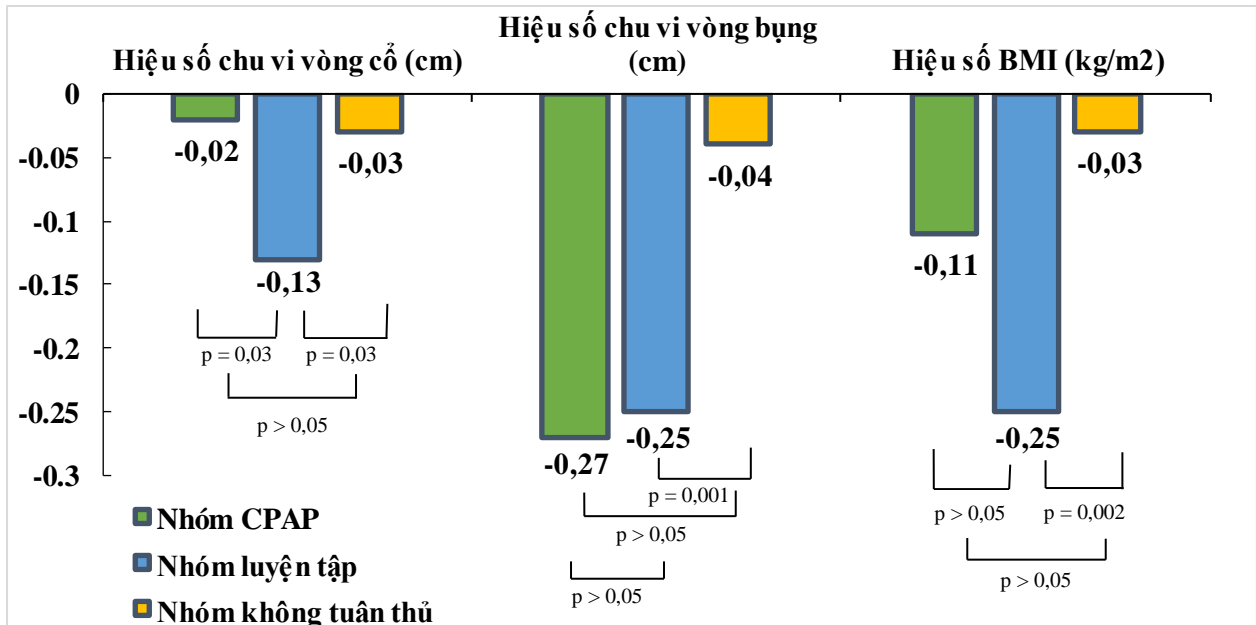 Hiệu số chu vi vòng cổ (cm)
Hiệu số chu vi vòng bụng
(cm)
Hiệu số BMI (kg/m2)
0
-0.05
-0.1
-0.15
-0.2
-0.25
-0.3
-0,02
-0,13
-0,03
p = 0,03
p = 0,03
p > 0,05
-0,27
-0,25
-0,04
p = 0,001
p > 0,05
p > 0,05
-0,11
-0,25
-0,03
p > 0,05
p = 0,002
p > 0,05
Nhóm CPAP
Nhóm luyện tập
Nhóm không tuân thủ